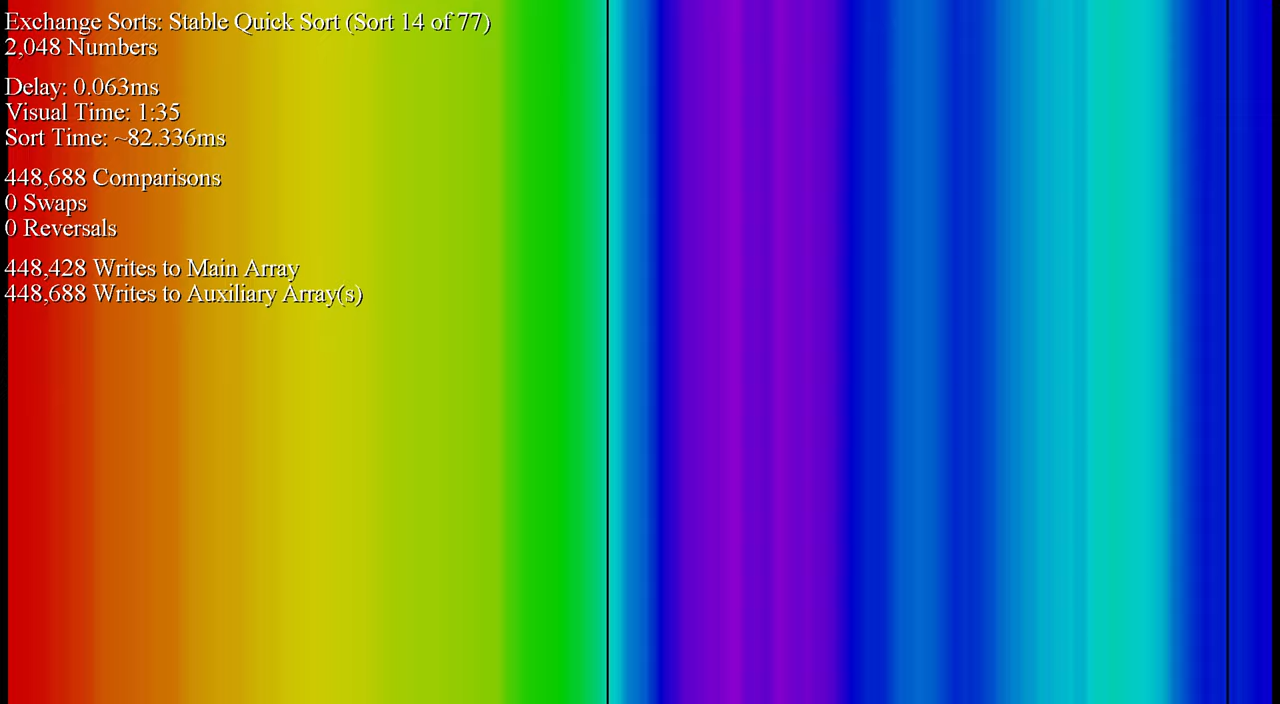 Exchange Sorts: Stable Quick Sort (Sort 14 of 77)
2,048 Numbers
Delay: 0.063ms
Visual Time: 1:35
Sort Time: ~82.336ms
448,688 Comparisons
0 Swaps
0 Reversals
448,428 Writes to Main Array
448,688 Writes to Auxiliary Array(s)